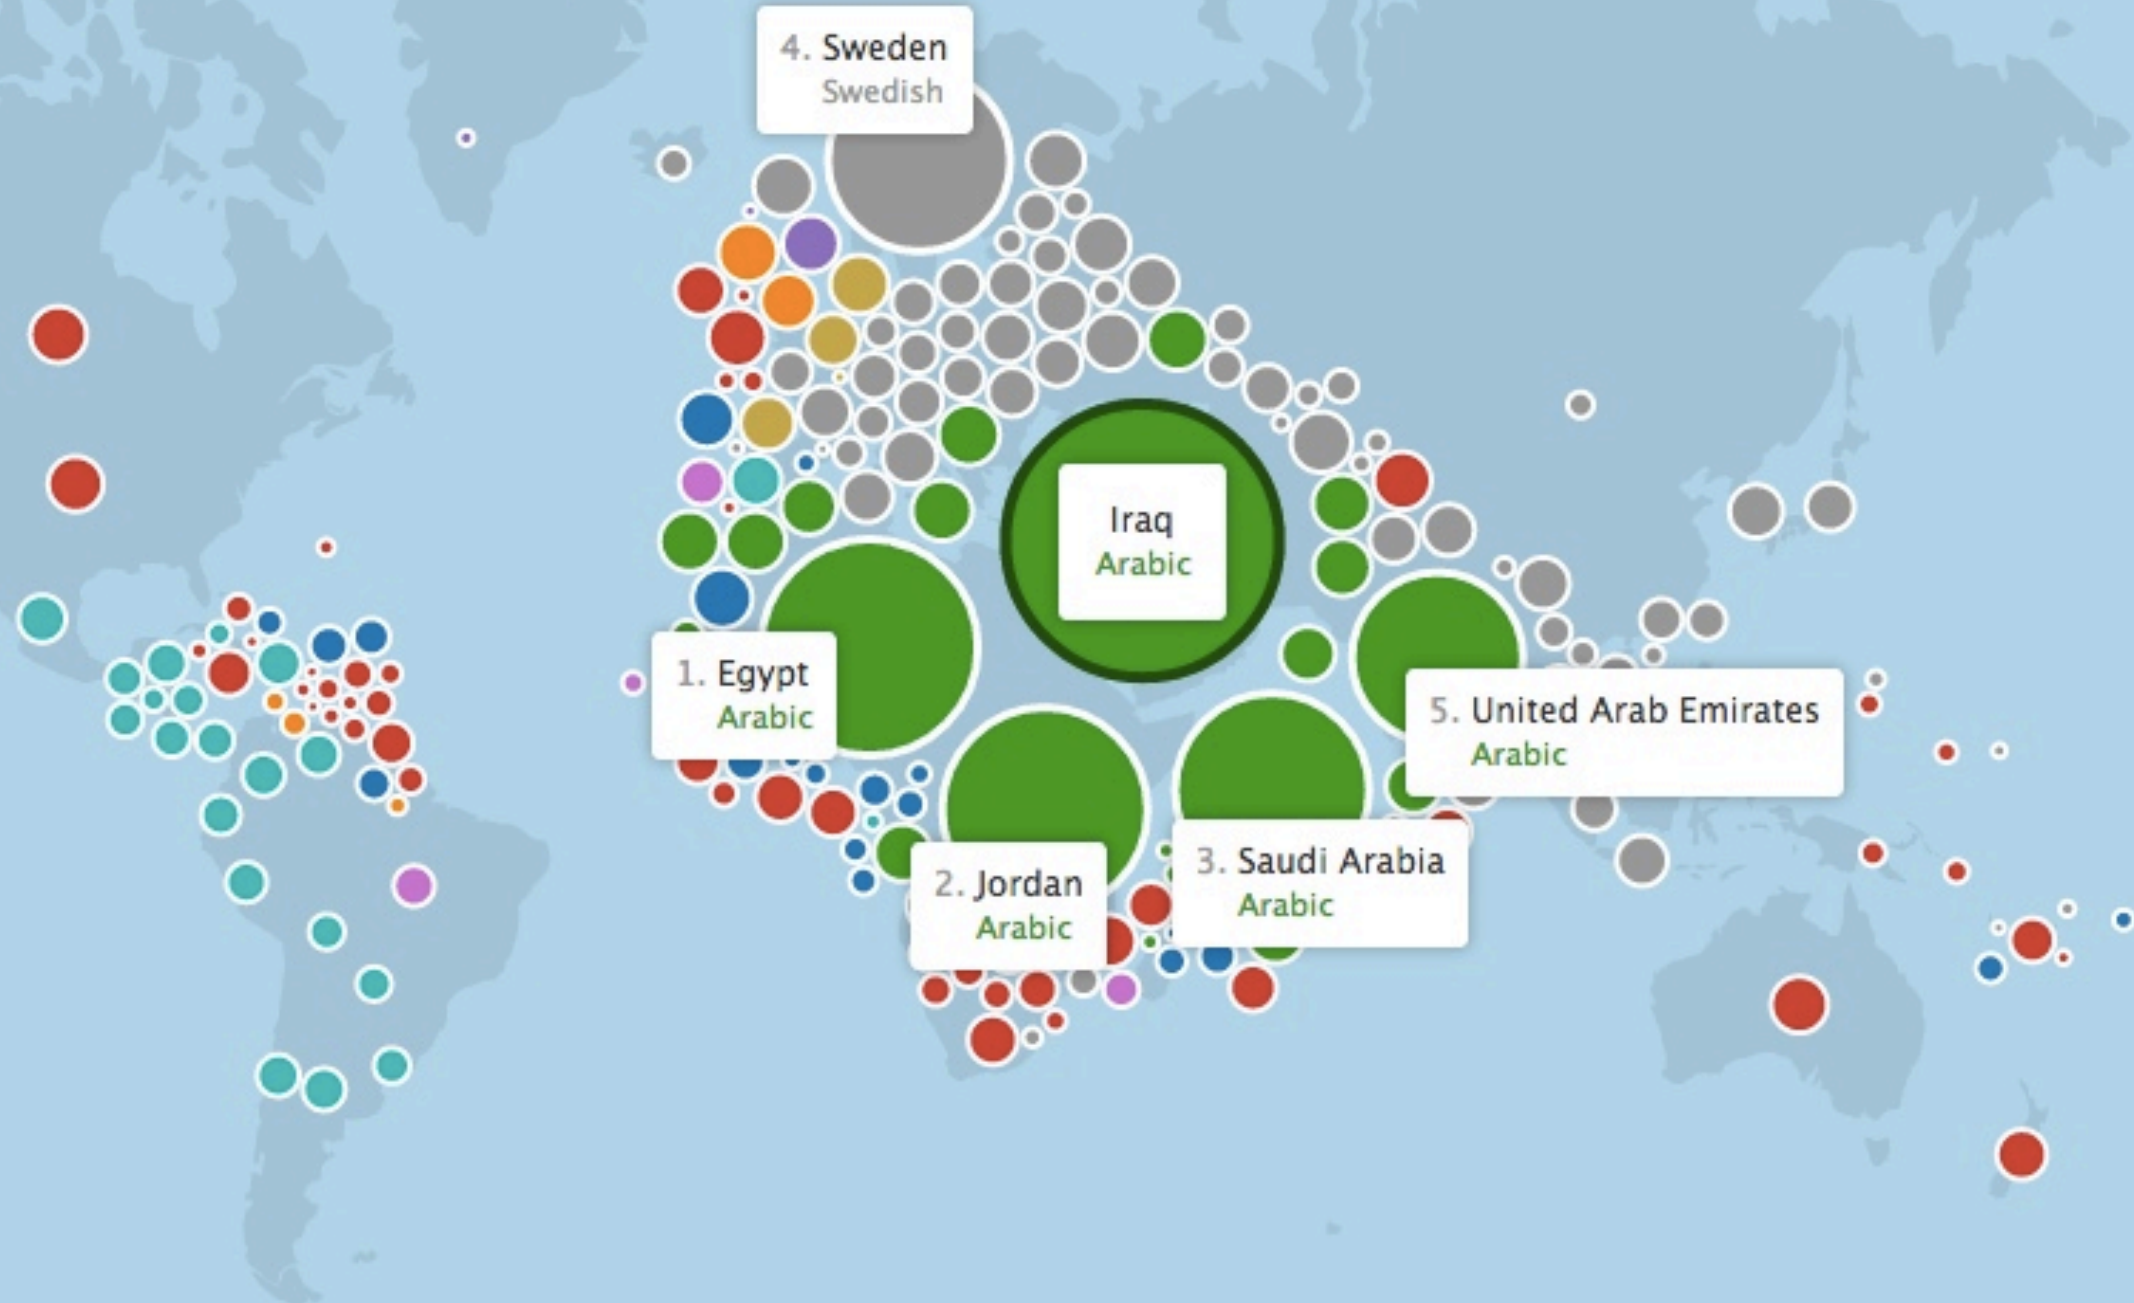 4. Sweden
Swedish
Iraq
Arabic
1. Egypt
Arabic
5. United Arab Emirates
Arabic
2. Jordan
Arabic
3. Saudi Arabia
Arabic